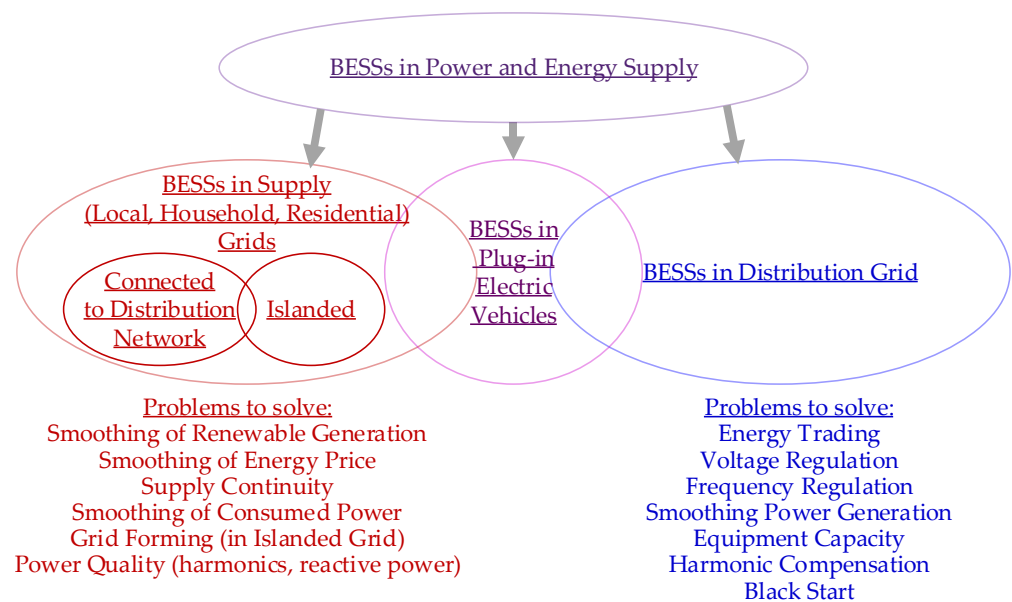 BESSs in Power and Energy Supply
BESSs in Supply
(Local, Household, Residential)
Grids
Connected
to Distribution
Network
Islanded
BESSs in
Plug-in
Electric
Vehicles
BESSs in Distribution Grid
Problems to solve:
Smoothing of Renewable Generation
Smoothing of Energy Price
Supply Continuity
Smoothing of Consumed Power
Grid Forming (in Islanded Grid)
Power Quality (harmonics, reactive power)
Problems to solve:
Energy Trading
Voltage Regulation
Frequency Regulation
Smoothing Power Generation
Equipment Capacity
Harmonic Compensation
Black Start